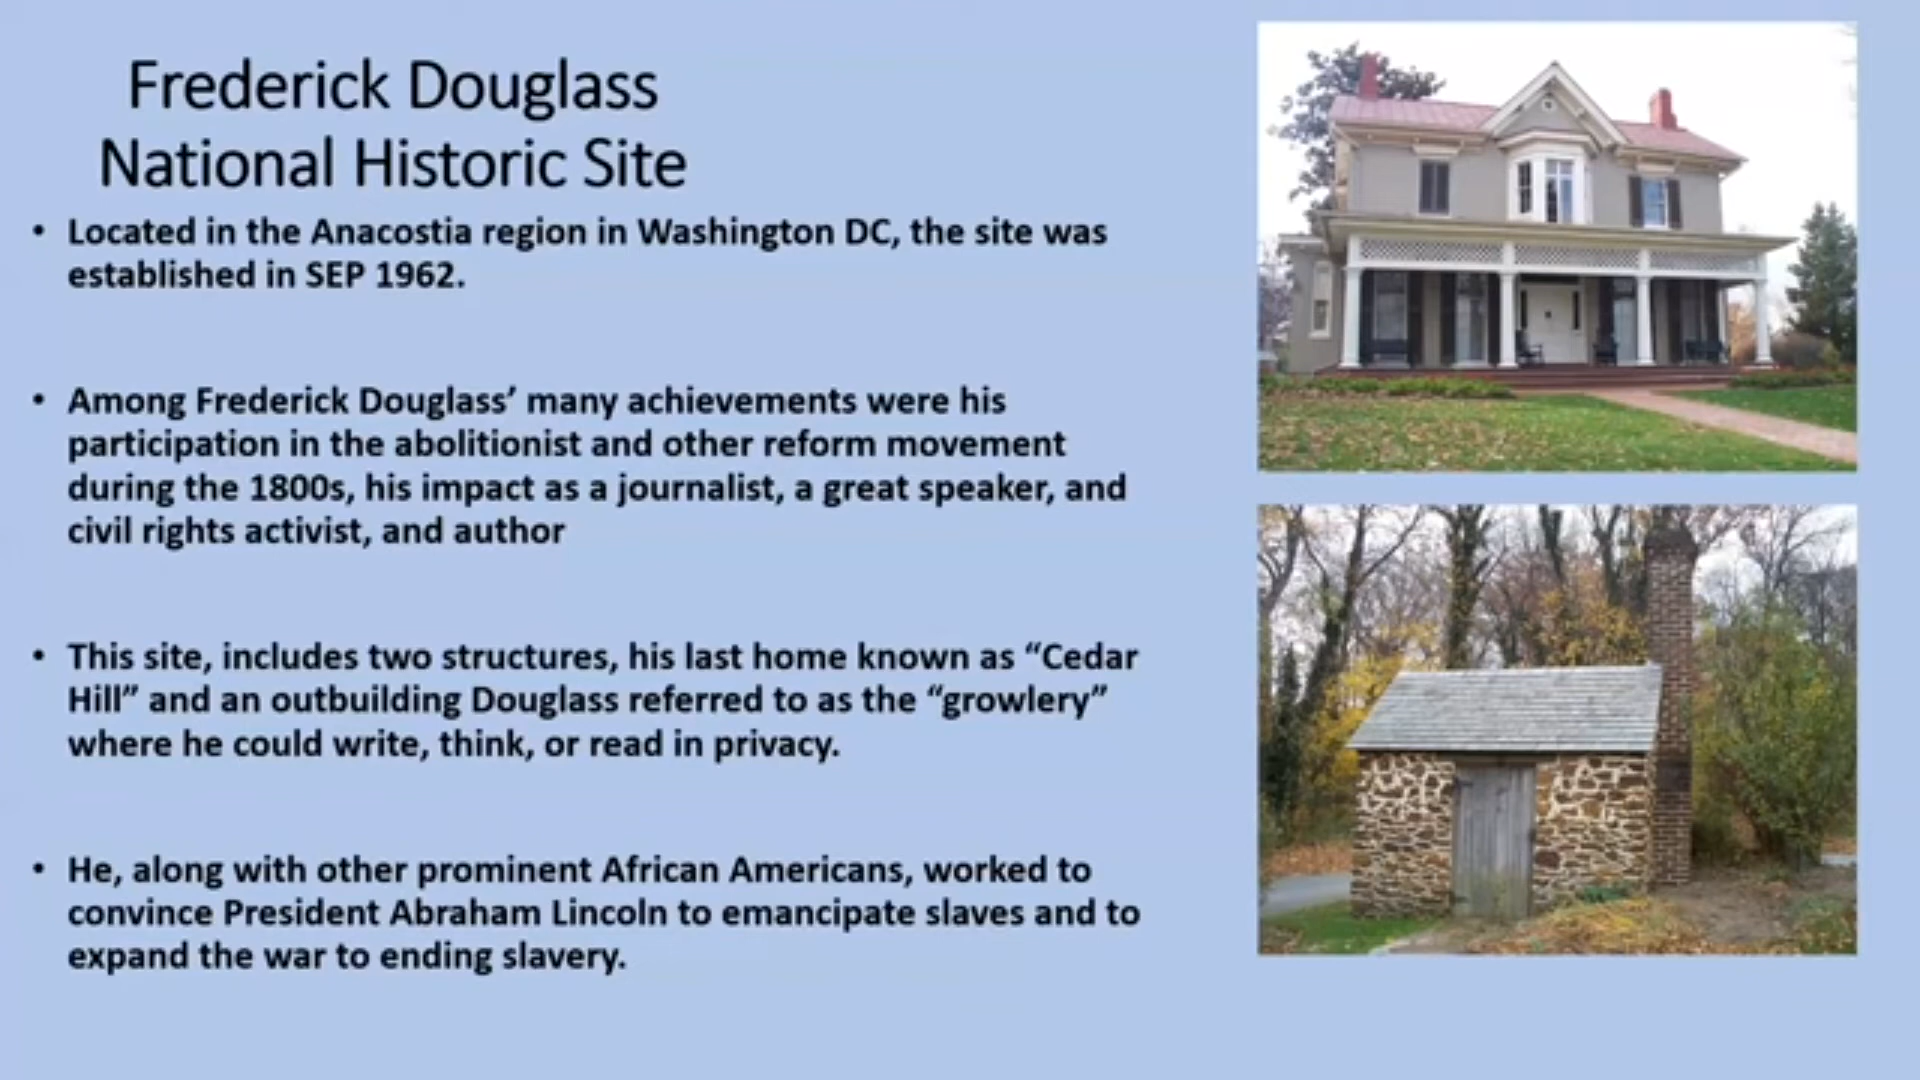 Frederick Douglass
National Historic Site
• Located in the Anacostia region in Washington DC, the site was
established in SEP 1962.
• Among Frederick Douglass’ many achievements were his
participation in the abolitionist and other reform movement
during the 1800s, his impact as a journalist, a great speaker, and
civil rights activist, and author
• This site, includes two structures, his last home known as “Cedar
Hill” and an outbuilding Douglass referred to as the “growlery”
where he could write, think, or read in privacy.
• He, along with other prominent African Americans, worked to
convince President Abraham Lincoln to emancipate slaves and to
expand the war to ending slavery.